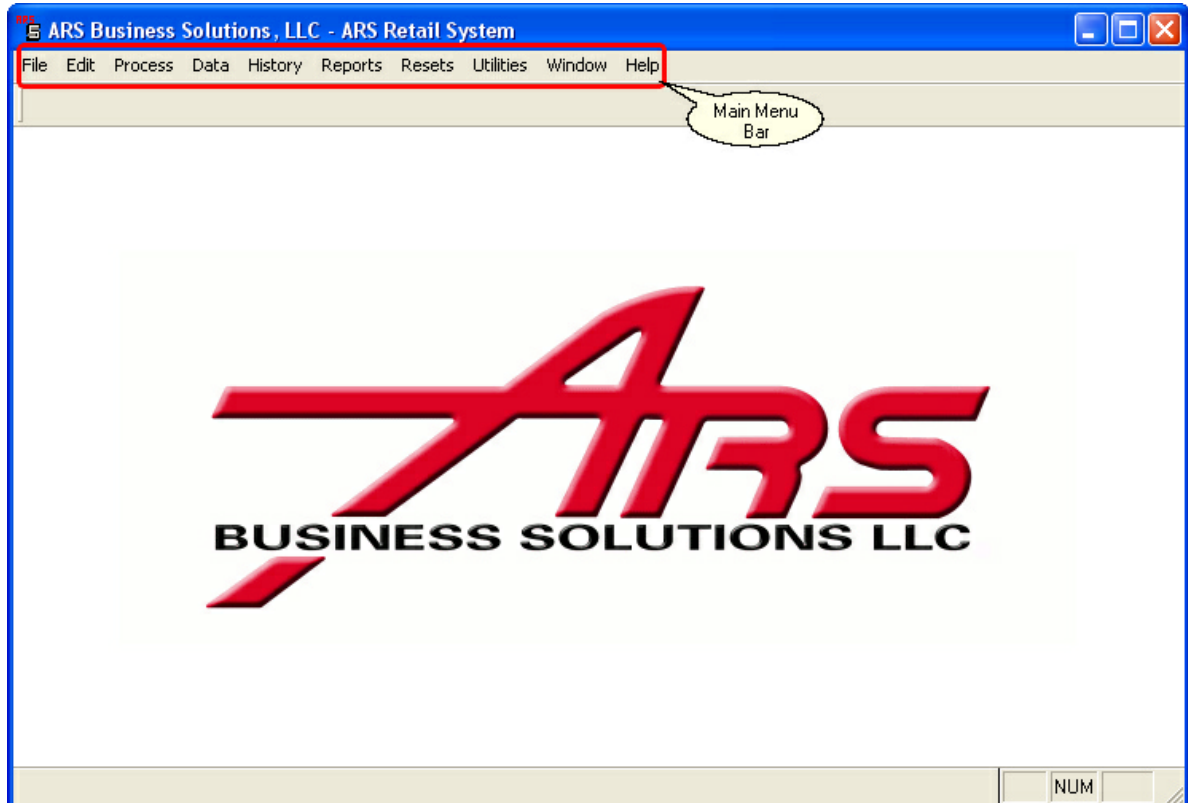 ARS Business Solutions, LLC - ARS Retail System
File Edit Process Data History Reports Resets Utilities Window Help
Main Menu
Bar
ARS
BUSINESS SOLUTIONS LLC
NUM